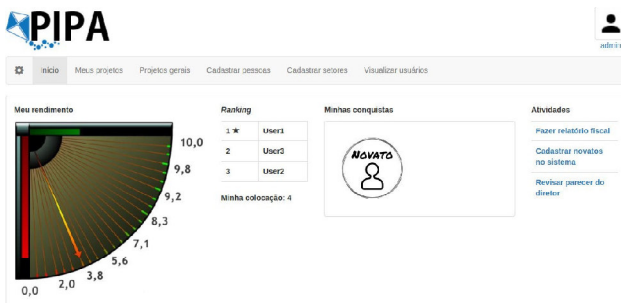 PIPA
admin
Início Meus projetos Projetos gerais Cadastrar pessoas Cadastrar setores Visualizar usuários
Meu rendimento
10,0
9,8
9,2
8,3
7,1
5,6
3,8
2,0
0,0
Ranking
1 ★ User1
2 User3
3 User2
Minha colocação: 4
Minhas conquistas
NOVATO
Atividades
Fazer relatório fiscal
Cadastrar novatos
no sistema
Revisar parecer do
diretor